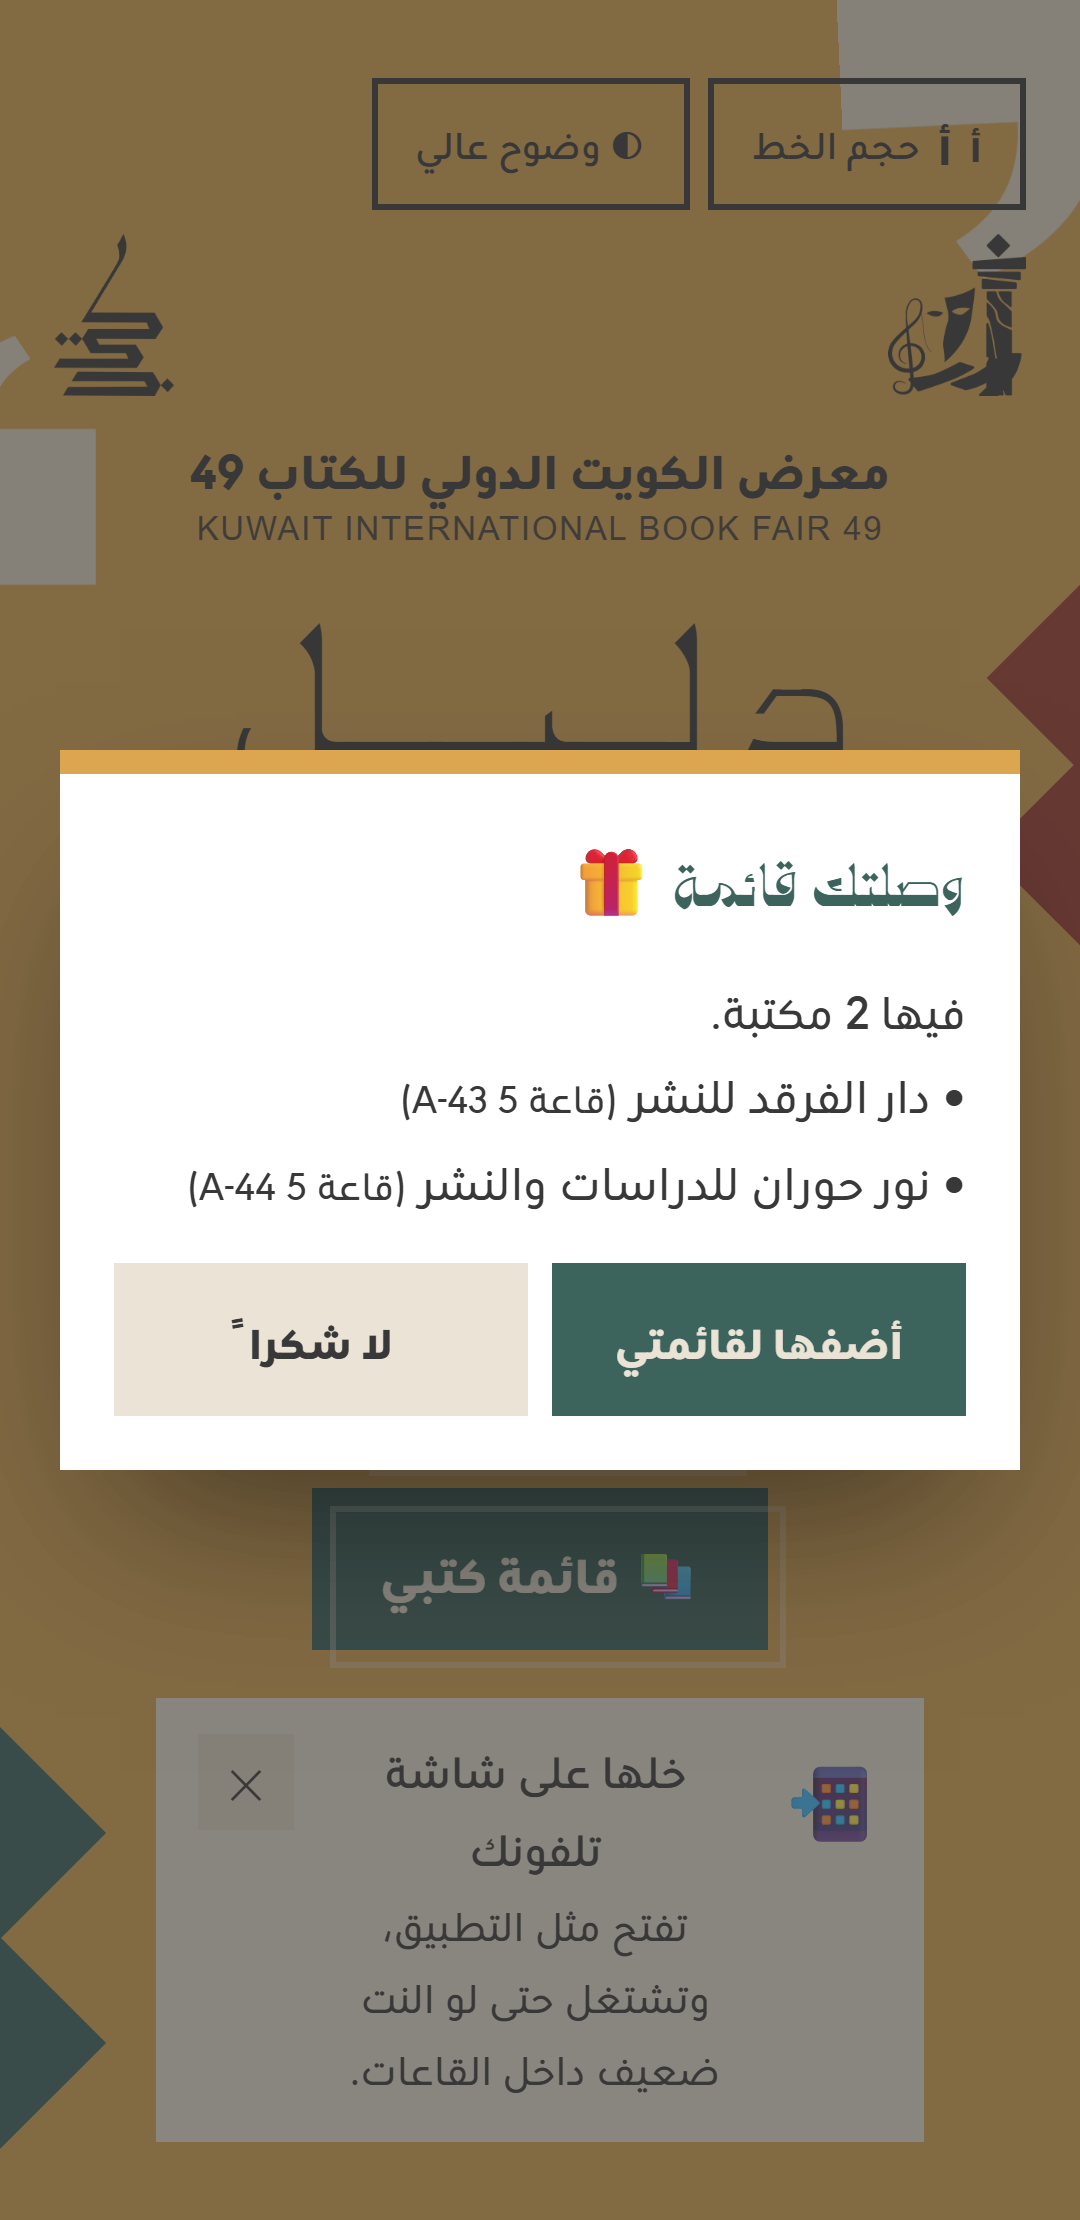 أ أ حجم الخط
وضوح عالي
معرض الكويت الدولي للكتاب 49
KUWAIT INTERNATIONAL BOOK FAIR 49
دليل
وصلتك قائمة
فيها 2 مكتبة.
• دار الفرقد للنشر (قاعة 5 A-43)
• نور حوران للدراسات والنشر (قاعة 5 A-44)
أضفها لقائمتي
لا شكراً
قائمة كتبي
خلها على شاشة
تلفونك
تفتح مثل التطبيق،
وتشتغل حتى لو النت
ضعيف داخل القاعات.